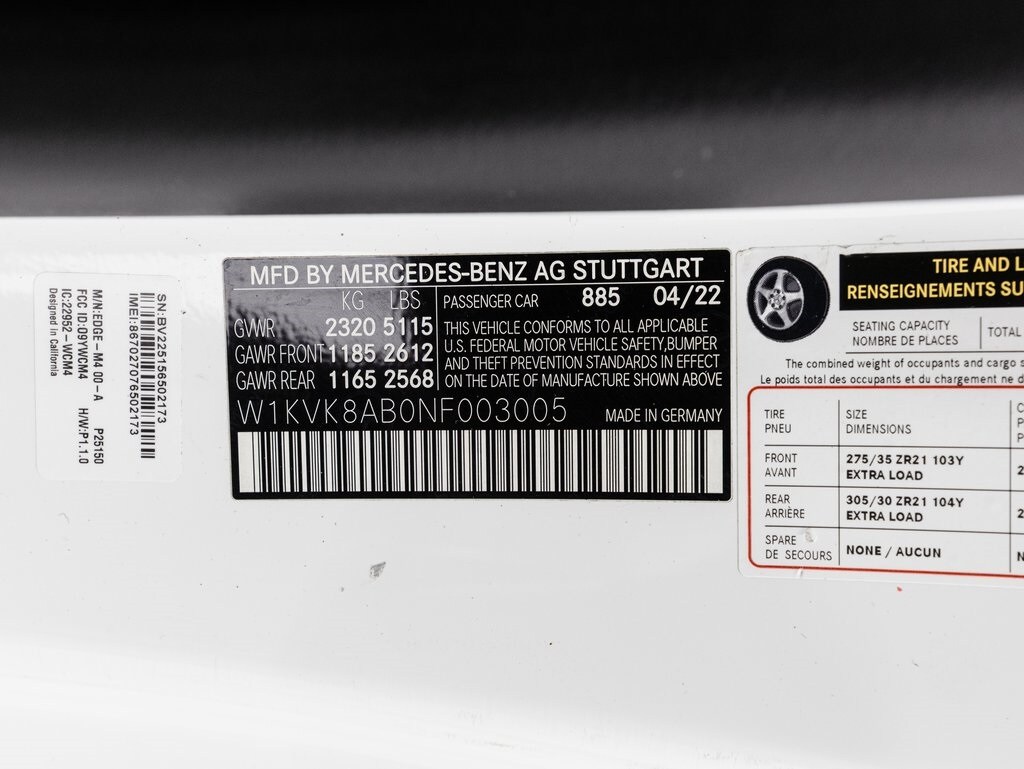 SN:BV2251156502173
IMEI:867027076502173
M/N:EDGE-M4 00-A P25150
FCC ID:D9YWCM4 H/W:P1.1.0
IC:22952-WCM4
Designed in California
MFD BY MERCEDES-BENZ AG STUTTGART
KG LBS PASSENGER CAR 885 04/22
GWR 2320 5115
GAWR FRONT 1185 2612
GAWR REAR 1165 2568
THIS VEHICLE CONFORMS TO ALL APPLICABLE
U.S. FEDERAL MOTOR VEHICLE SAFETY,BUMPER
AND THEFT PREVENTION STANDARDS IN EFFECT
ON THE DATE OF MANUFACTURE SHOWN ABOVE
W1KVK8AB0NF003005 MADE IN GERMANY
TIRE AND L
RENSEIGNEMENTS SU
SEATING CAPACITY
NOMBRE DE PLACES
TOTAL
The combined weight of occupants and cargo s
Le poids total des occupants et du chargement ne d
TIRE
PNEU
SIZE
DIMENSIONS
C
P
P
FRONT
AVANT
275/35 ZR21 103Y
EXTRA LOAD
2
REAR
ARRIÈRE
305/30 ZR21 104Y
EXTRA LOAD
2
SPARE
DE SECOURS
NONE / AUCUN
N